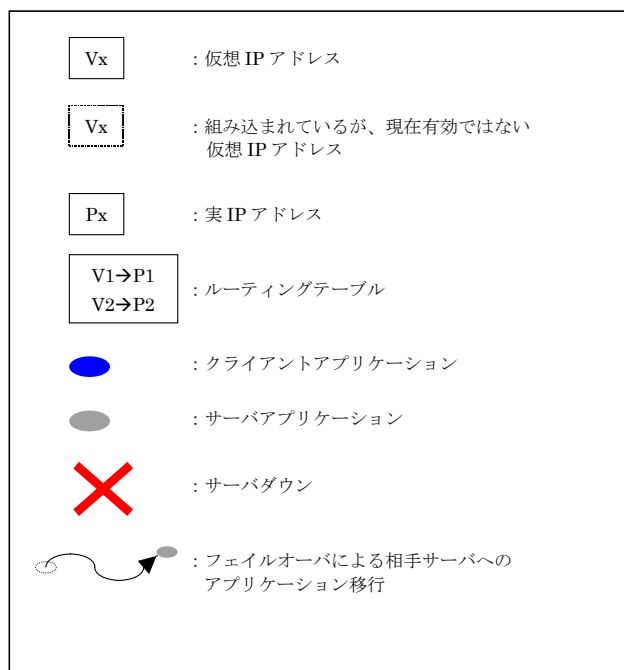 Vx ：仮想 IP アドレス
Vx ：組み込まれているが、現在有効ではない
仮想 IP アドレス
Px ：実 IP アドレス
V1→P1
V2→P2
：ルーティングテーブル
：クライアントアプリケーション
：サーバアプリケーション
：サーバダウン
：フェイルオーバによる相手サーバへの
アプリケーション移行